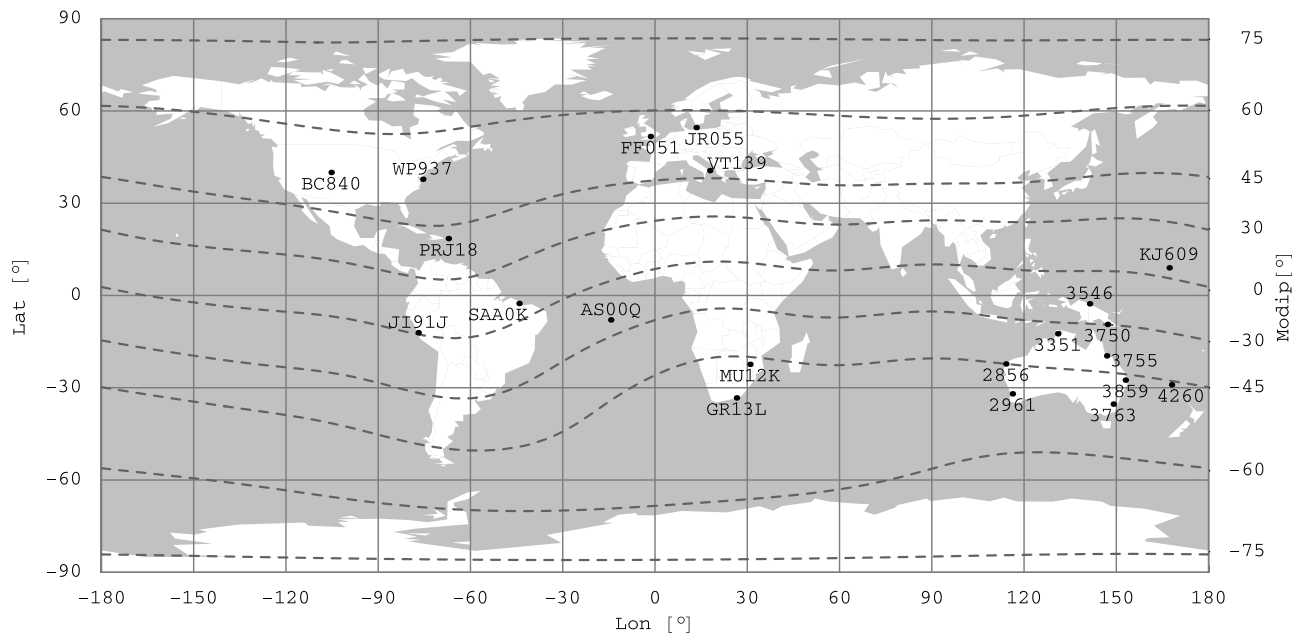 90
75
60
60
JR055
FF051
VT139
WP937
BC840
45
30
30
PRJ18
KJ609
Lat [°]
0
0
Modip[°]
3546
SAA0K
AS00Q
JI91J
3750
3351
-30
3755
-30
2856
MU12K
3859
-45
4260
2961
GR13L
3763
-60
-60
-75
-90
-180
-150
-120
-90
-60
-30
0
30
60
90
120
150
180
Lon [°]